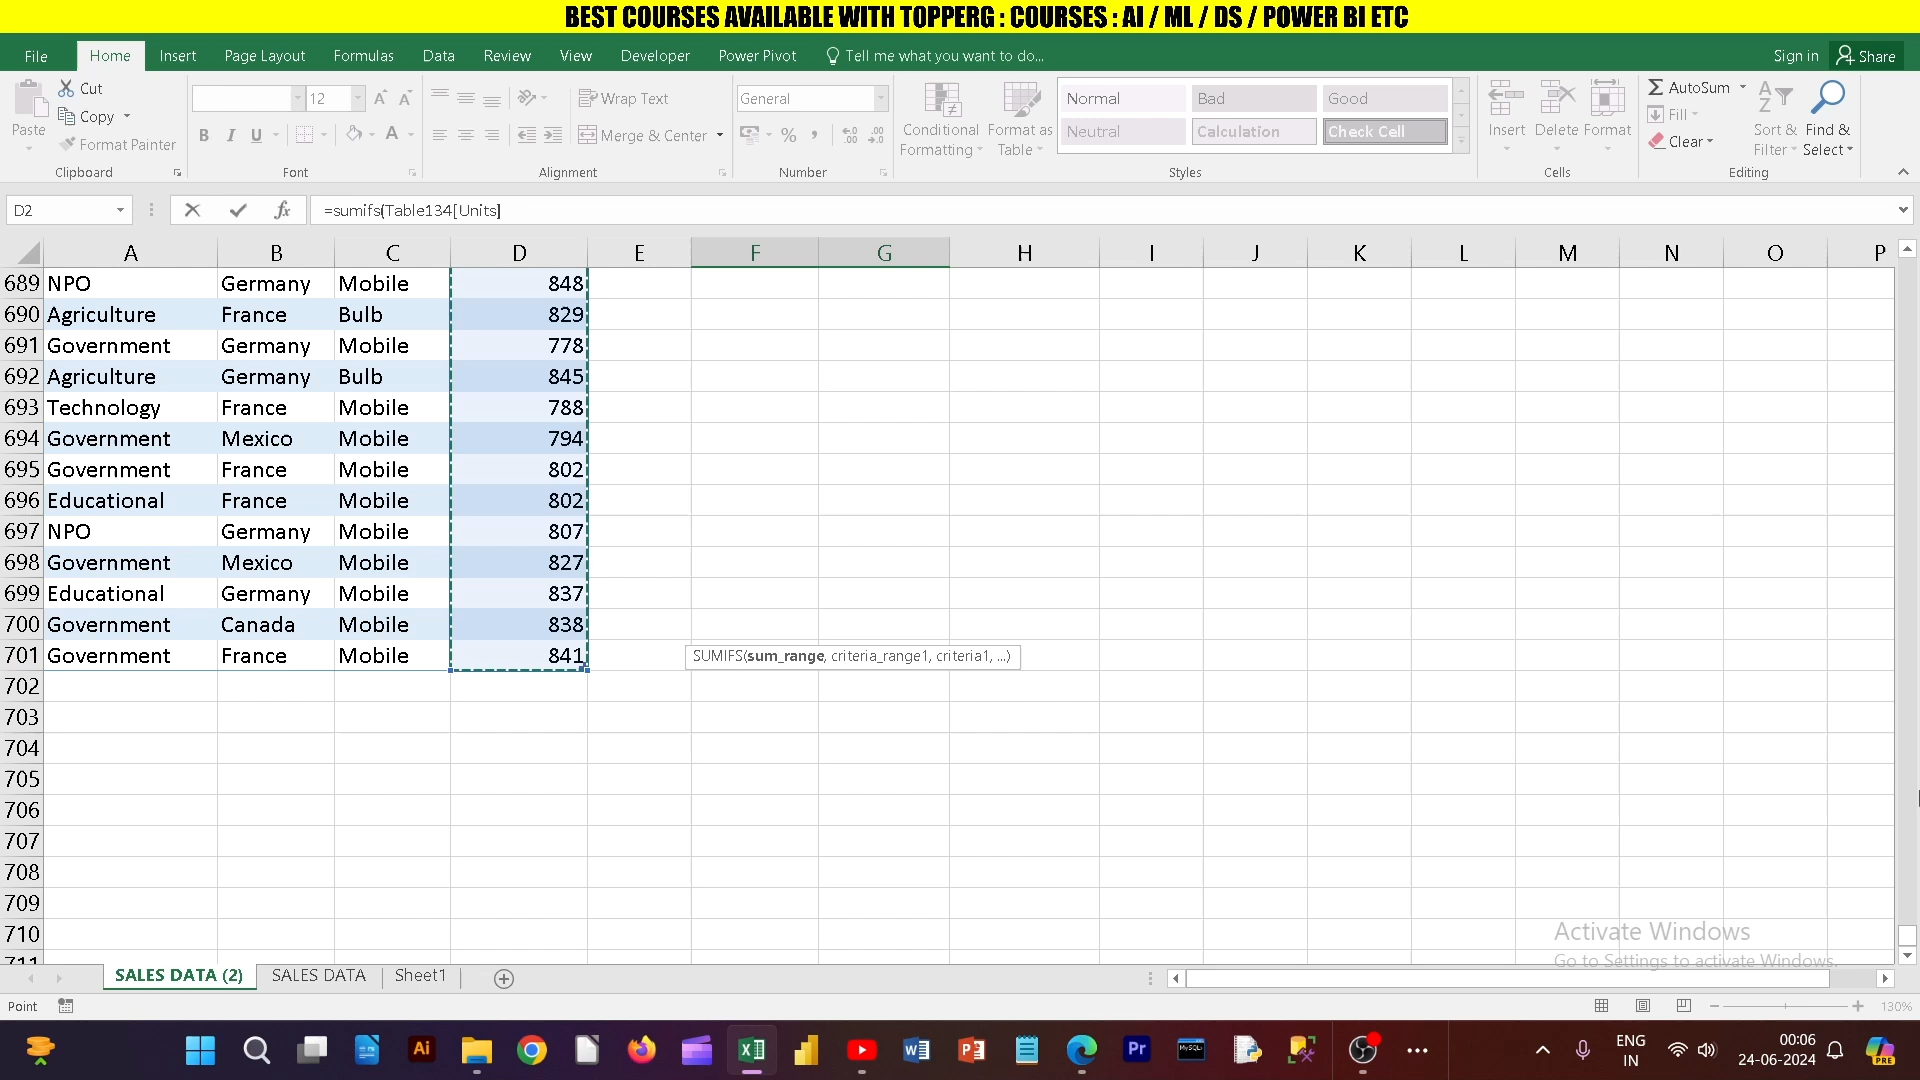 BEST COURSES AVAILABLE WITH TOPPERG : COURSES : AI / ML / DS / POWER BI ETC
File Home Insert Page Layout Formulas Data Review View Developer Power Pivot Tell me what you want to do... Sign in Share
Paste Cut Copy Format Painter
12 A A
B I U A
Wrap Text
Merge & Center
General
% ,
Conditional Formatting
Format as Table
Normal Bad Good
Neutral Calculation Check Cell
Insert Delete Format
AutoSum
Fill
Clear
Sort & Filter
Find & Select
Clipboard Font Alignment Number Styles Cells Editing
D2 fx =sumifs(Table134[Units]
A B C D E F G H I J K L M N O P
689 NPO Germany Mobile 848
690 Agriculture France Bulb 829
691 Government Germany Mobile 778
692 Agriculture Germany Bulb 845
693 Technology France Mobile 788
694 Government Mexico Mobile 794
695 Government France Mobile 802
696 Educational France Mobile 802
697 NPO Germany Mobile 807
698 Government Mexico Mobile 827
699 Educational Germany Mobile 837
700 Government Canada Mobile 838
701 Government France Mobile 841
SUMIFS(sum_range, criteria_range1, criteria1, ...)
702
703
704
705
706
707
708
709
710
711
Activate Windows
Go to Settings to activate Windows.
SALES DATA (2) SALES DATA Sheet1
Point 130%
ENG
IN
00:06
24-06-2024